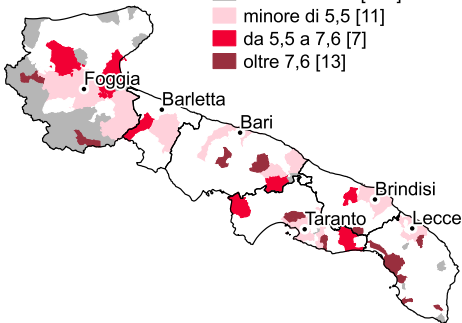 minore di 5,5 [11]
da 5,5 a 7,6 [7]
oltre 7,6 [13]
Foggia
Barletta
Bari
Brindisi
Taranto
Lecce